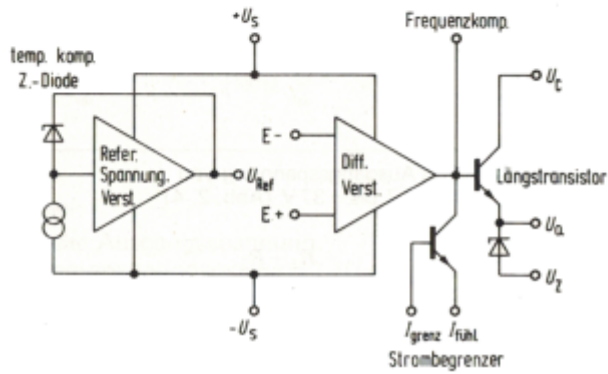 +U_S
Frequenzkomp.
temp. komp.
Z.-Diode
U_C
E-
Refer.
Spannung.
Verst.
U_Ref
Diff.
Verst.
Längstransistor
E+
U_a
U_Z
-U_S
I_grenz I_fühl
Strombegrenzer